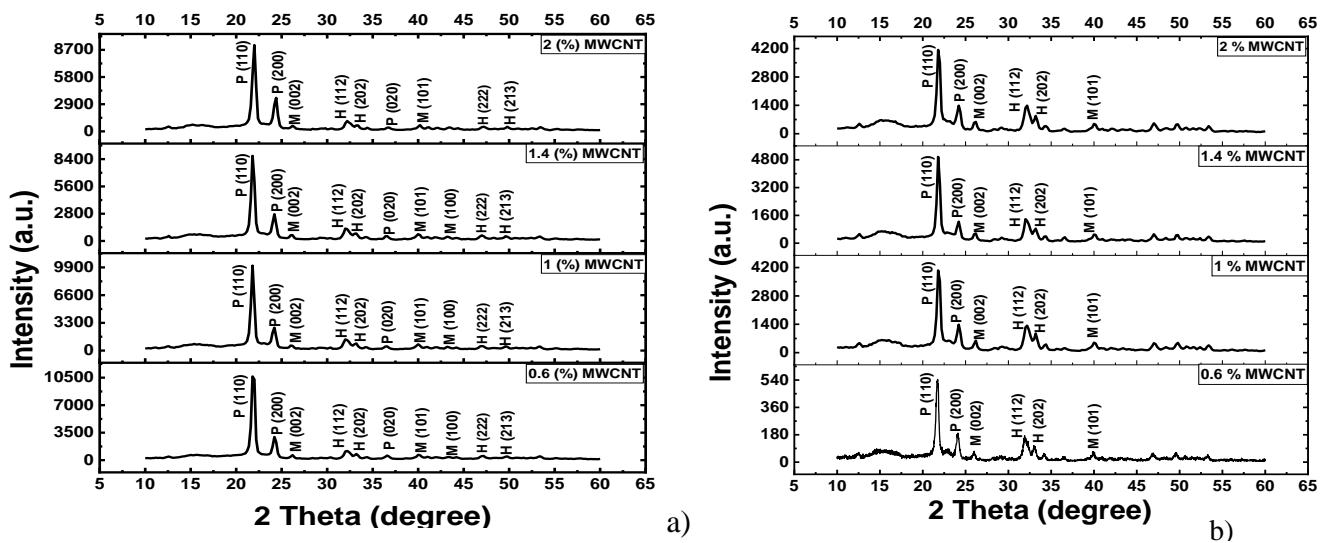 5 10 15 20 25 30 35 40 45 50 55 60 65
8700
5800
2900
0
2 (%) MWCNT
P (110)
P (200)
M (002)
H (112)
H (202)
P (020)
M (101)
H (222)
H (213)
8400
5600
2800
0
1.4 (%) MWCNT
P (110)
P (200)
M (002)
H (112)
H (202)
P (020)
M (101)
M (100)
H (222)
H (213)
9900
6600
3300
0
1 (%) MWCNT
P (110)
P (200)
M (002)
H (112)
H (202)
P (020)
M (101)
M (100)
H (222)
H (213)
10500
7000
3500
0
0.6 (%) MWCNT
P (110)
P (200)
M (002)
H (112)
H (202)
P (020)
M (101)
M (100)
H (222)
H (213)
5 10 15 20 25 30 35 40 45 50 55 60 65
Intensity (a.u.)
2 Theta (degree)
a)
5 10 15 20 25 30 35 40 45 50 55 60 65
4200
2800
1400
0
2 % MWCNT
P (110)
P (200)
M (002)
H (112)
H (202)
M (101)
4800
3200
1600
0
1.4 % MWCNT
P (110)
P(200)
M (002)
H (112)
H (202)
M (101)
4200
2800
1400
0
1 % MWCNT
P (110)
P (200)
M (002)
H (112)
H (202)
M (101)
540
360
180
0
0.6 % MWCNT
P (110)
P (200)
M (002)
H (112)
H (202)
M (101)
5 10 15 20 25 30 35 40 45 50 55 60 65
Intensity (a.u.)
2 Theta (degree)
b)